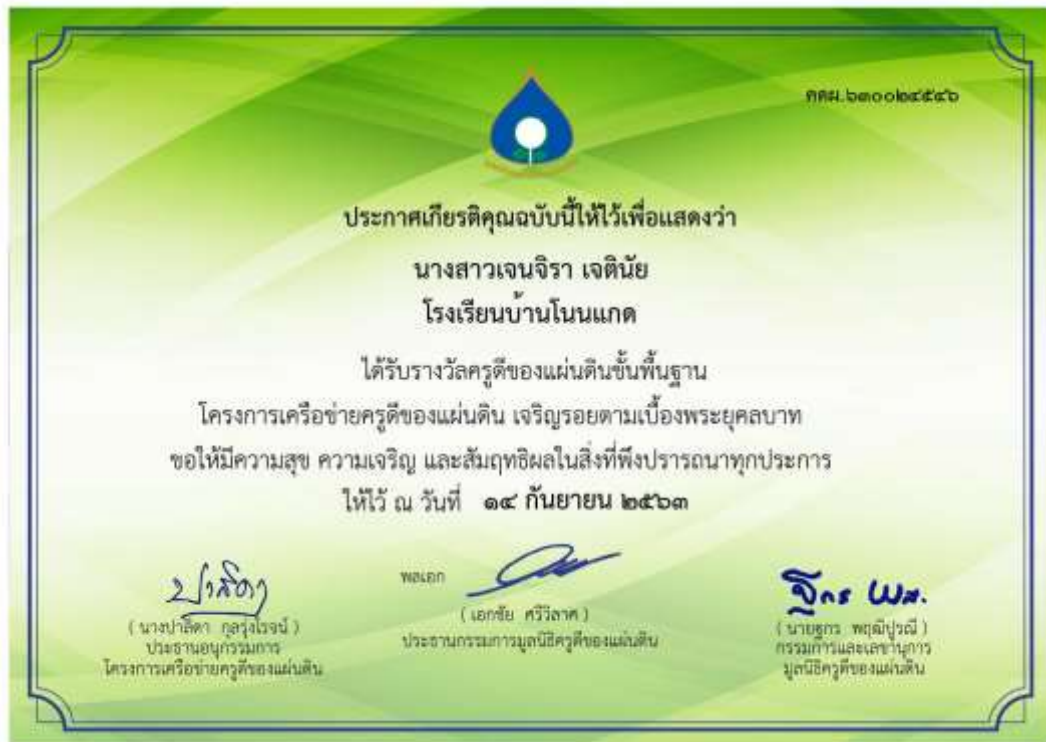 คดผ.๖๓๐๐๒๔๕๔๖
ประกาศเกียรติคุณฉบับนี้ให้ไว้เพื่อแสดงว่า
นางสาวเจนจิรา เจตินัย
โรงเรียนบ้านโนนแกด
ได้รับรางวัลครูดีของแผ่นดินขั้นพื้นฐาน
โครงการเครือข่ายครูดีของแผ่นดิน เจริญรอยตามเบื้องพระยุคลบาท
ขอให้มีความสุข ความเจริญ และสัมฤทธิผลในสิ่งที่พึงปรารถนาทุกประการ
ให้ไว้ ณ วันที่ ๑๔ กันยายน ๒๕๖๓
พลเอก
( นางปาลิดา กุลรุ่งโรจน์ )
ประธานอนุกรรมการ
โครงการเครือข่ายครูดีของแผ่นดิน
( เอกชัย ศรีวิลาศ )
ประธานกรรมการมูลนิธิครูดีของแผ่นดิน
( นายฐกร พฤฒิปูรณี )
กรรมการและเลขานุการ
มูลนิธิครูดีของแผ่นดิน